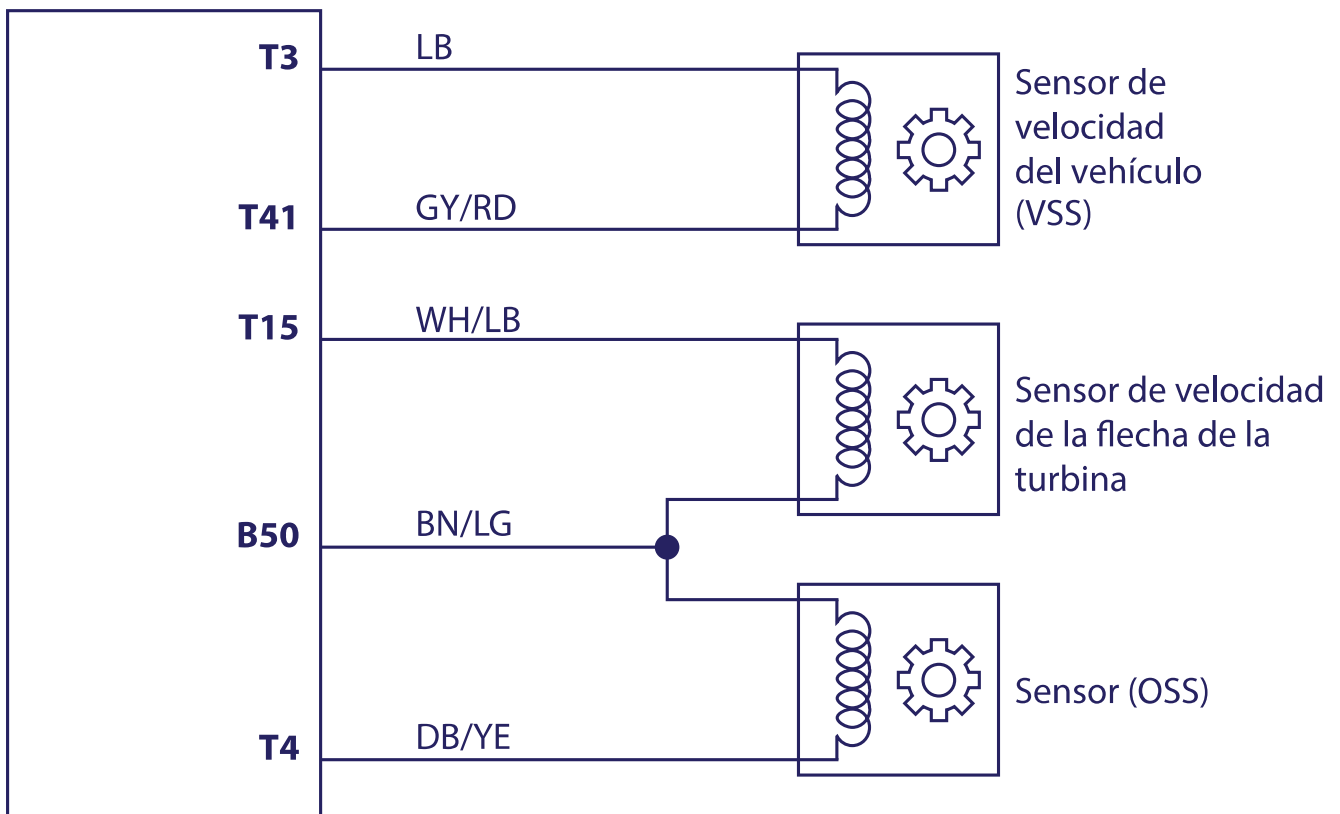 T3
LB
Sensor de
velocidad
del vehículo
(VSS)
T41
GY/RD
T15
WH/LB
Sensor de velocidad
de la flecha de la
turbina
B50
BN/LG
Sensor (OSS)
T4
DB/YE